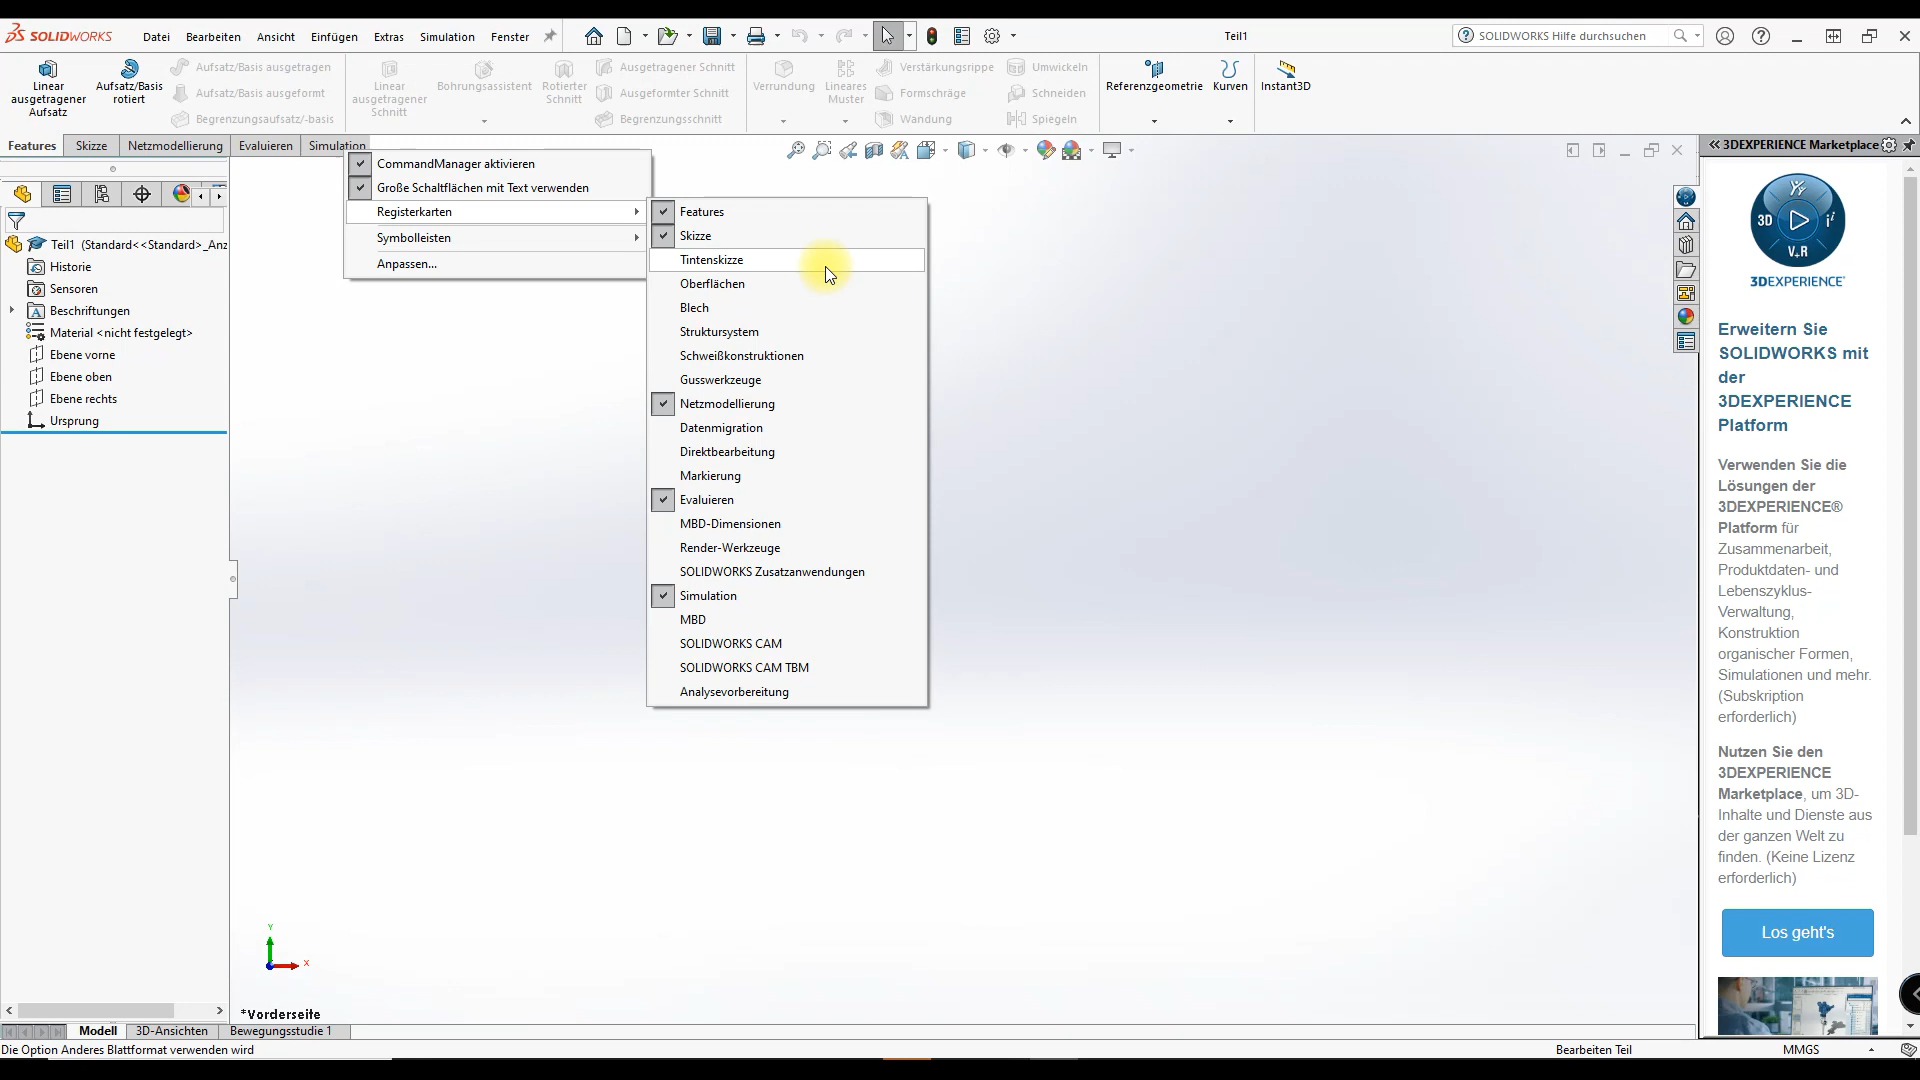 SOLIDWORKS
Datei Bearbeiten Ansicht Einfügen Extras Simulation Fenster
Teil1
SOLIDWORKS Hilfe durchsuchen
Linear ausgetragener Aufsatz
Aufsatz/Basis rotiert
Aufsatz/Basis ausgetragen
Aufsatz/Basis ausgeformt
Begrenzungsaufsatz/-basis
Linear ausgetragener Schnitt
Bohrungsassistent
Rotierter Schnitt
Ausgetragener Schnitt
Ausgeformter Schnitt
Begrenzungsschnitt
Verrundung
Lineares Muster
Verstärkungsrippe
Formschräge
Wandung
Umwickeln
Schneiden
Spiegeln
Referenzgeometrie
Kurven
Instant3D
Features Skizze Netzmodellierung Evaluieren Simulation
CommandManager aktivieren
Große Schaltflächen mit Text verwenden
Registerkarten
Symbolleisten
Anpassen...
Features
Skizze
Tintenskizze
Oberflächen
Blech
Struktursystem
Schweißkonstruktionen
Gusswerkzeuge
Netzmodellierung
Datenmigration
Direktbearbeitung
Markierung
Evaluieren
MBD-Dimensionen
Render-Werkzeuge
SOLIDWORKS Zusatzanwendungen
Simulation
MBD
SOLIDWORKS CAM
SOLIDWORKS CAM TBM
Analysevorbereitung
Teil1 (Standard<<Standard>_Anz
Historie
Sensoren
Beschriftungen
Material <nicht festgelegt>
Ebene vorne
Ebene oben
Ebene rechts
Ursprung
Y
X
*Vorderseite
Modell 3D-Ansichten Bewegungsstudie 1
Die Option Anderes Blattformat verwenden wird
Bearbeiten Teil
MMGS
3DEXPERIENCE Marketplace
3D
V.R
3DEXPERIENCE®
Erweitern Sie
SOLIDWORKS mit
der
3DEXPERIENCE
Platform
Verwenden Sie die
Lösungen der
3DEXPERIENCE®
Platform für
Zusammenarbeit,
Produktdaten- und
Lebenszyklus-
Verwaltung,
Konstruktion
organischer Formen,
Simulationen und mehr.
(Subskription
erforderlich)
Nutzen Sie den
3DEXPERIENCE
Marketplace, um 3D-
Inhalte und Dienste aus
der ganzen Welt zu
finden. (Keine Lizenz
erforderlich)
Los geht's